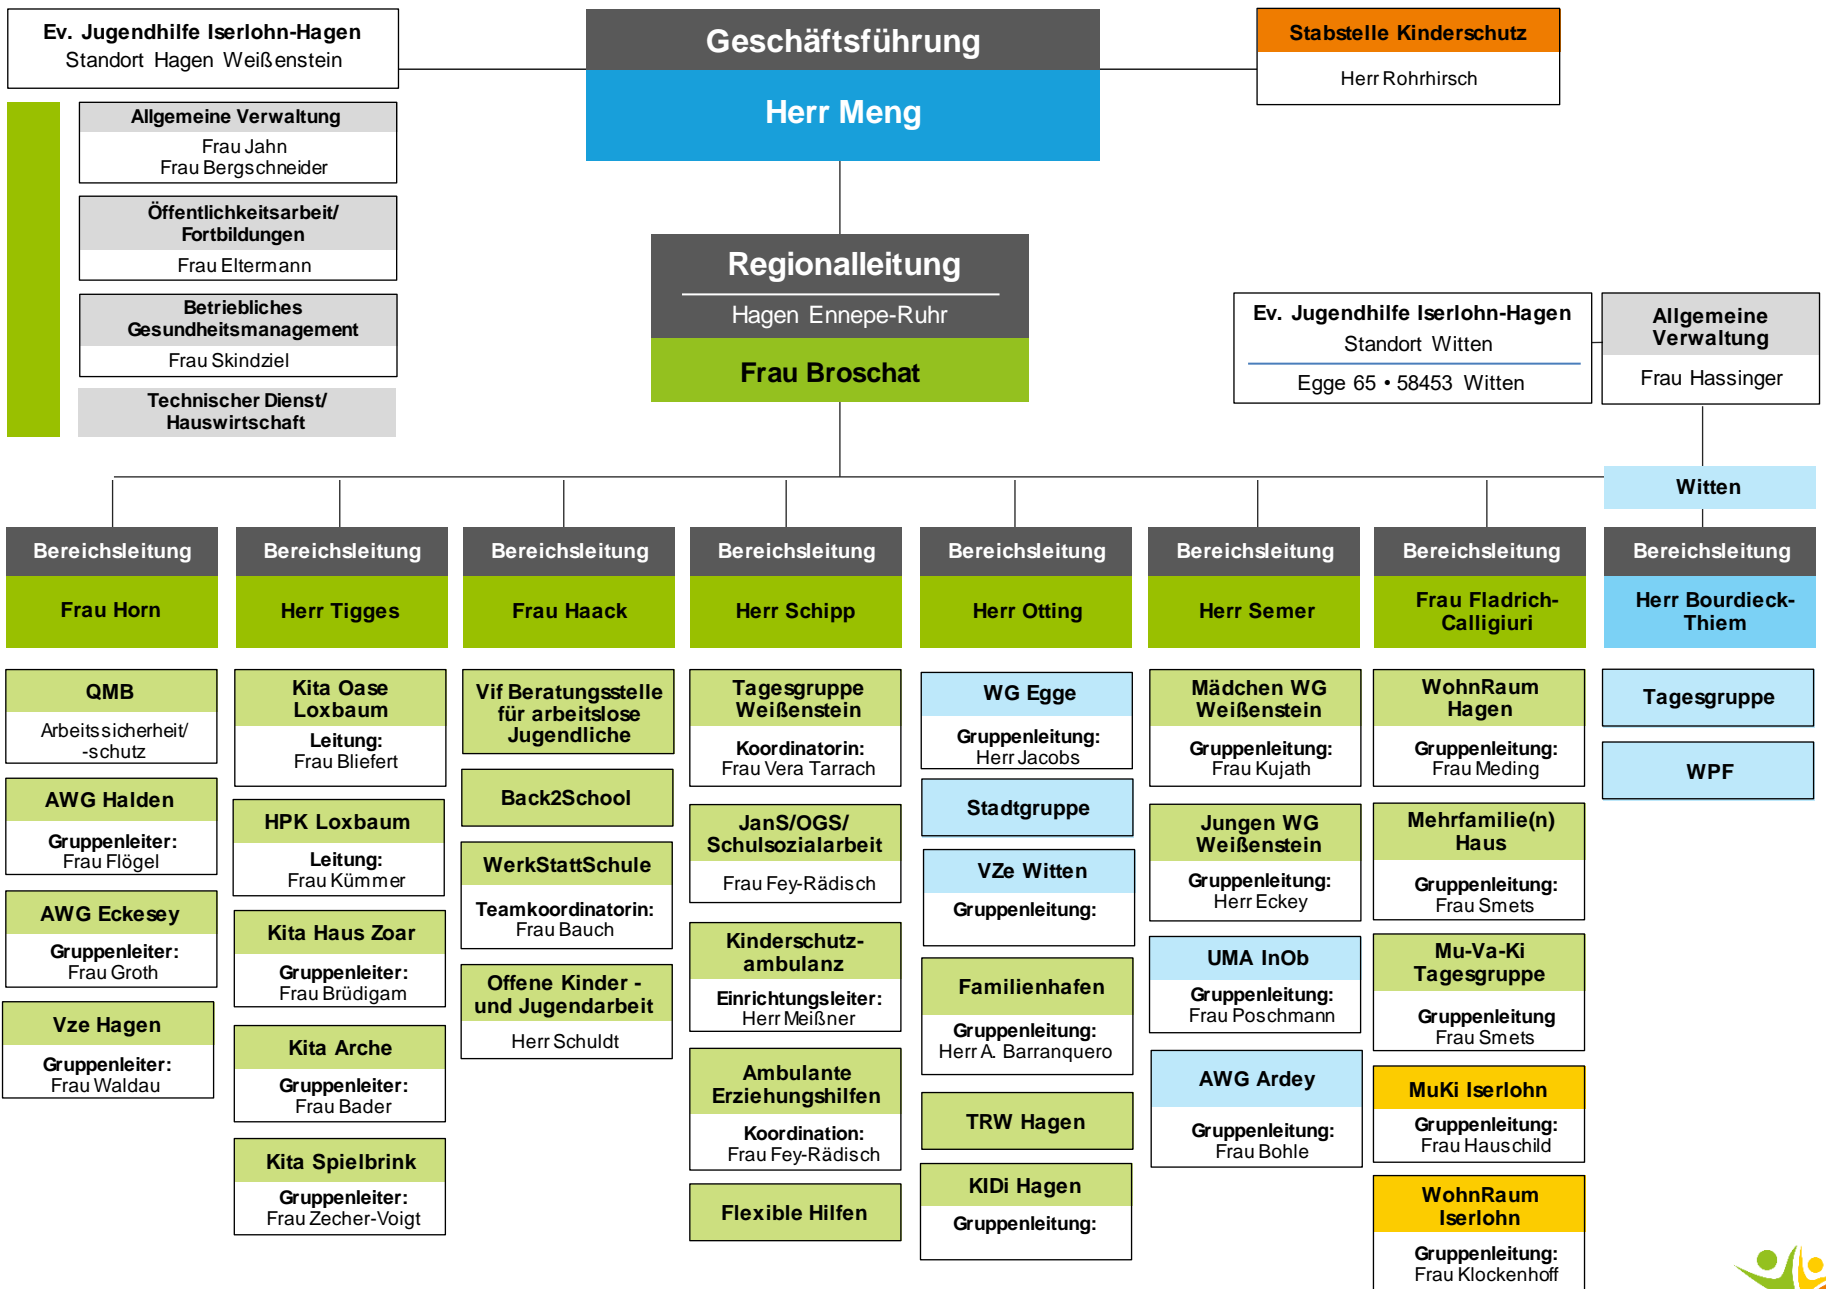 Ev. Jugendhilfe Iserlohn-Hagen
Standort Hagen Weißenstein
Geschäftsführung
Herr Meng
Stabstelle Kinderschutz
Herr Rohrhirsch
Allgemeine Verwaltung
Frau Jahn
Frau Bergschneider
Öffentlichkeitsarbeit/
Fortbildungen
Frau Eltermann
Betriebliches
Gesundheitsmanagement
Frau Skindziel
Technischer Dienst/
Hauswirtschaft
Regionalleitung
Hagen Ennepe-Ruhr
Frau Broschat
Ev. Jugendhilfe Iserlohn-Hagen
Standort Witten
Egge 65 • 58453 Witten
Allgemeine
Verwaltung
Frau Hassinger
Witten
Bereichsleitung
Frau Horn
QMB
Arbeitssicherheit/
-schutz
AWG Halden
Gruppenleiter:
Frau Flögel
AWG Eckesey
Gruppenleiter:
Frau Groth
Vze Hagen
Gruppenleiter:
Frau Waldau
Bereichsleitung
Herr Tigges
Kita Oase
Loxbaum
Leitung:
Frau Bliefert
HPK Loxbaum
Leitung:
Frau Kümmer
Kita Haus Zoar
Gruppenleiter:
Frau Brüdigam
Kita Arche
Gruppenleiter:
Frau Bader
Kita Spielbrink
Gruppenleiter:
Frau Zecher-Voigt
Bereichsleitung
Frau Haack
Vif Beratungsstelle
für arbeitslose
Jugendliche
Back2School
WerkStattSchule
Teamkoordinatorin:
Frau Bauch
Offene Kinder -
und Jugendarbeit
Herr Schuldt
Bereichsleitung
Herr Schipp
Tagesgruppe
Weißenstein
Koordinatorin:
Frau Vera Tarrach
JanS/OGS/
Schulsozialarbeit
Frau Fey-Rädisch
Kinderschutz-
ambulanz
Einrichtungsleiter:
Herr Meißner
Ambulante
Erziehungshilfen
Koordination:
Frau Fey-Rädisch
Flexible Hilfen
Bereichsleitung
Herr Otting
WG Egge
Gruppenleitung:
Herr Jacobs
Stadtgruppe
VZe Witten
Gruppenleitung:
Familienhafen
Gruppenleitung:
Herr A. Barranquero
TRW Hagen
KIDi Hagen
Gruppenleitung:
Bereichsleitung
Herr Semer
Mädchen WG
Weißenstein
Gruppenleitung:
Frau Kujath
Jungen WG
Weißenstein
Gruppenleitung:
Herr Eckey
UMA InOb
Gruppenleitung:
Frau Poschmann
AWG Ardey
Gruppenleitung:
Frau Bohle
Bereichsleitung
Frau Fladrich-
Calligiuri
WohnRaum
Hagen
Gruppenleitung:
Frau Meding
Mehrfamilie(n)
Haus
Gruppenleitung:
Frau Smets
Mu-Va-Ki
Tagesgruppe
Gruppenleitung
Frau Smets
MuKi Iserlohn
Gruppenleitung:
Frau Hauschild
WohnRaum
Iserlohn
Gruppenleitung:
Frau Klockenhoff
Bereichsleitung
Herr Bourdieck-
Thiem
Tagesgruppe
WPF